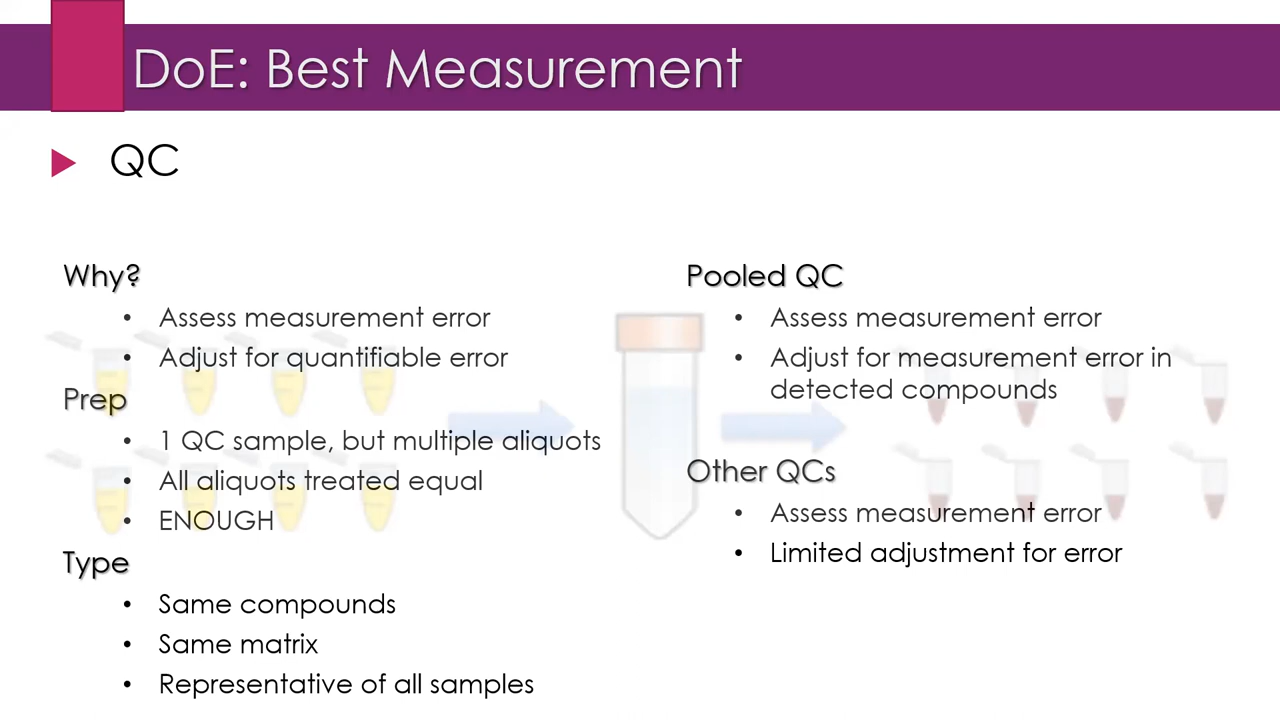 DoE: Best Measurement
QC
Why?
• Assess measurement error
• Adjust for quantifiable error
Prep
• 1 QC sample, but multiple aliquots
• All aliquots treated equal
• ENOUGH
Type
• Same compounds
• Same matrix
• Representative of all samples
Pooled QC
• Assess measurement error
• Adjust for measurement error in
detected compounds
Other QCs
• Assess measurement error
• Limited adjustment for error